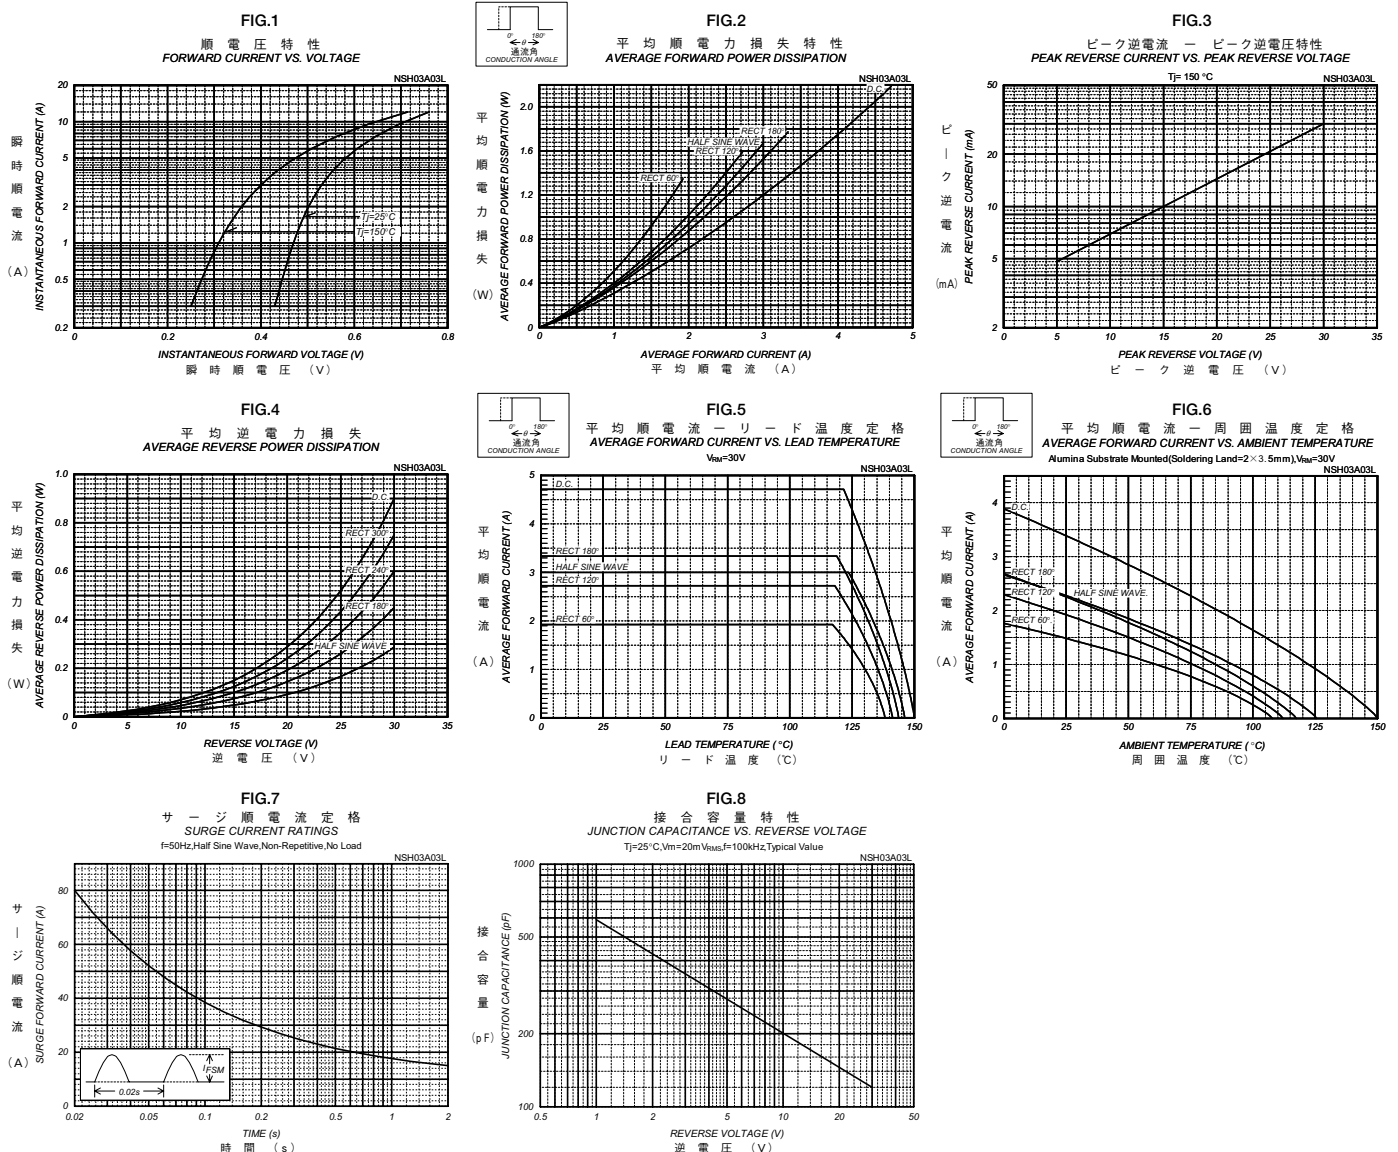 FIG.1
順 電 圧 特 性
FORWARD CURRENT VS. VOLTAGE
NSH03A03L
瞬時順電流 (A)
INSTANTANEOUS FORWARD CURRENT (A)
20
10
5
2
1
0.5
0.2
Tj=25°C
Tj=150°C
0 0.2 0.4 0.6 0.8
INSTANTANEOUS FORWARD VOLTAGE (V)
瞬 時 順 電 圧 (V)
0° 180°
θ
通流角
CONDUCTION ANGLE
FIG.2
平 均 順 電 力 損 失 特 性
AVERAGE FORWARD POWER DISSIPATION
NSH03A03L
平均順電力損失 (W)
AVERAGE FORWARD POWER DISSIPATION (W)
2.0
1.6
1.2
0.8
0.4
0
D.C.
RECT 180°
HALF SINE WAVE
RECT 120°
RECT 60°
0 1 2 3 4 5
AVERAGE FORWARD CURRENT (A)
平 均 順 電 流 (A)
FIG.3
ピーク逆電流 ー ピーク逆電圧特性
PEAK REVERSE CURRENT VS. PEAK REVERSE VOLTAGE
Tj= 150 °C
NSH03A03L
ピーク逆電流 (mA)
PEAK REVERSE CURRENT (mA)
50
20
10
5
2
0 5 10 15 20 25 30 35
PEAK REVERSE VOLTAGE (V)
ピ ー ク 逆 電 圧 (V)
FIG.4
平 均 逆 電 力 損 失
AVERAGE REVERSE POWER DISSIPATION
NSH03A03L
平均逆電力損失 (W)
AVERAGE REVERSE POWER DISSIPATION (W)
1.0
0.8
0.6
0.4
0.2
0
D.C.
RECT 300°
RECT 240°
RECT 180°
HALF SINE WAVE
0 5 10 15 20 25 30 35
REVERSE VOLTAGE (V)
逆 電 圧 (V)
0° 180°
θ
通流角
CONDUCTION ANGLE
FIG.5
平 均 順 電 流 ー リ ー ド 温 度 定 格
AVERAGE FORWARD CURRENT VS. LEAD TEMPERATURE
VRM=30V
NSH03A03L
平均順電流 (A)
AVERAGE FORWARD CURRENT (A)
5
4
3
2
1
0
D.C.
RECT 180°
HALF SINE WAVE
RECT 120°
RECT 60°
0 25 50 75 100 125 150
LEAD TEMPERATURE (°C)
リ ー ド 温 度 (℃)
0° 180°
θ
通流角
CONDUCTION ANGLE
FIG.6
平 均 順 電 流 ー 周 囲 温 度 定 格
AVERAGE FORWARD CURRENT VS. AMBIENT TEMPERATURE
Alumina Substrate Mounted(Soldering Land=2×3.5mm),VRM=30V
NSH03A03L
平均順電流 (A)
AVERAGE FORWARD CURRENT (A)
4
3
2
1
0
D.C.
RECT 180°
RECT 120°
HALF SINE WAVE
RECT 60°
0 25 50 75 100 125 150
AMBIENT TEMPERATURE (°C)
周 囲 温 度 (℃)
FIG.7
サ ー ジ 順 電 流 定 格
SURGE CURRENT RATINGS
f=50Hz,Half Sine Wave,Non-Repetitive,No Load
NSH03A03L
サージ順電流 (A)
SURGE FORWARD CURRENT (A)
80
60
40
20
0
IFSM
0.02s
0.02 0.05 0.1 0.2 0.5 1 2
TIME (s)
時 間 (s)
FIG.8
接 合 容 量 特 性
JUNCTION CAPACITANCE VS. REVERSE VOLTAGE
Tj=25°C,Vm=20mVRMS,f=100kHz,Typical Value
NSH03A03L
接合容量 (pF)
JUNCTION CAPACITANCE (pF)
1000
500
200
100
0.5 1 2 5 10 20 50
REVERSE VOLTAGE (V)
逆 電 圧 (V)